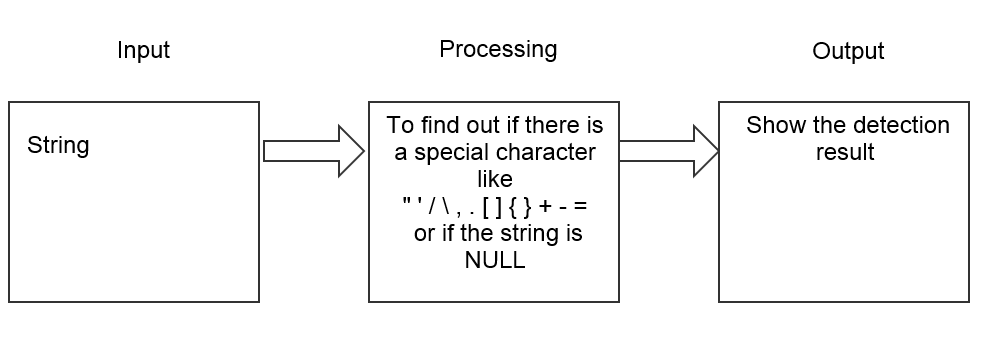 Input
Processing
Output
String
To find out if there is
a special character
like
" ' / \ , . [ ] { } + - =
or if the string is
NULL
Show the detection
result